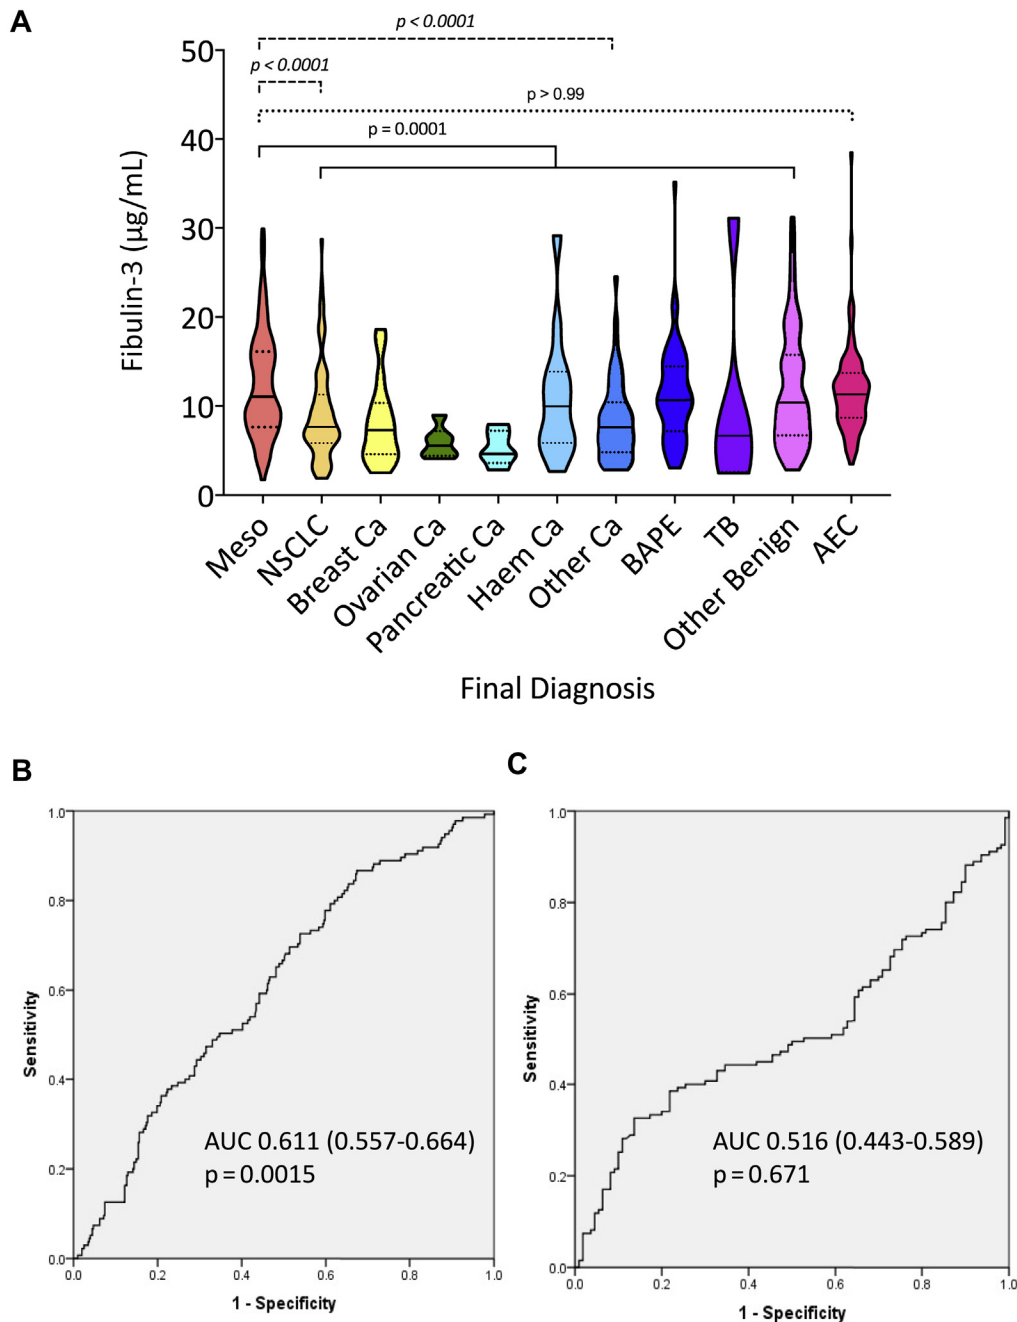 A
p < 0.0001
p < 0.0001
p > 0.99
p = 0.0001
Fibulin-3 (µg/mL)
50
40
30
20
10
0
Meso
NSCLC
Breast Ca
Ovarian Ca
Pancreatic Ca
Haem Ca
Other Ca
BAPE
TB
Other Benign
AEC
Final Diagnosis
B
Sensitivity
1.0
0.8
0.6
0.4
0.2
0.0
AUC 0.611 (0.557-0.664)
p = 0.0015
0.0 0.2 0.4 0.6 0.8 1.0
1 - Specificity
C
Sensitivity
1.0
0.8
0.6
0.4
0.2
0.0
AUC 0.516 (0.443-0.589)
p = 0.671
0.0 0.2 0.4 0.6 0.8 1.0
1 - Specificity